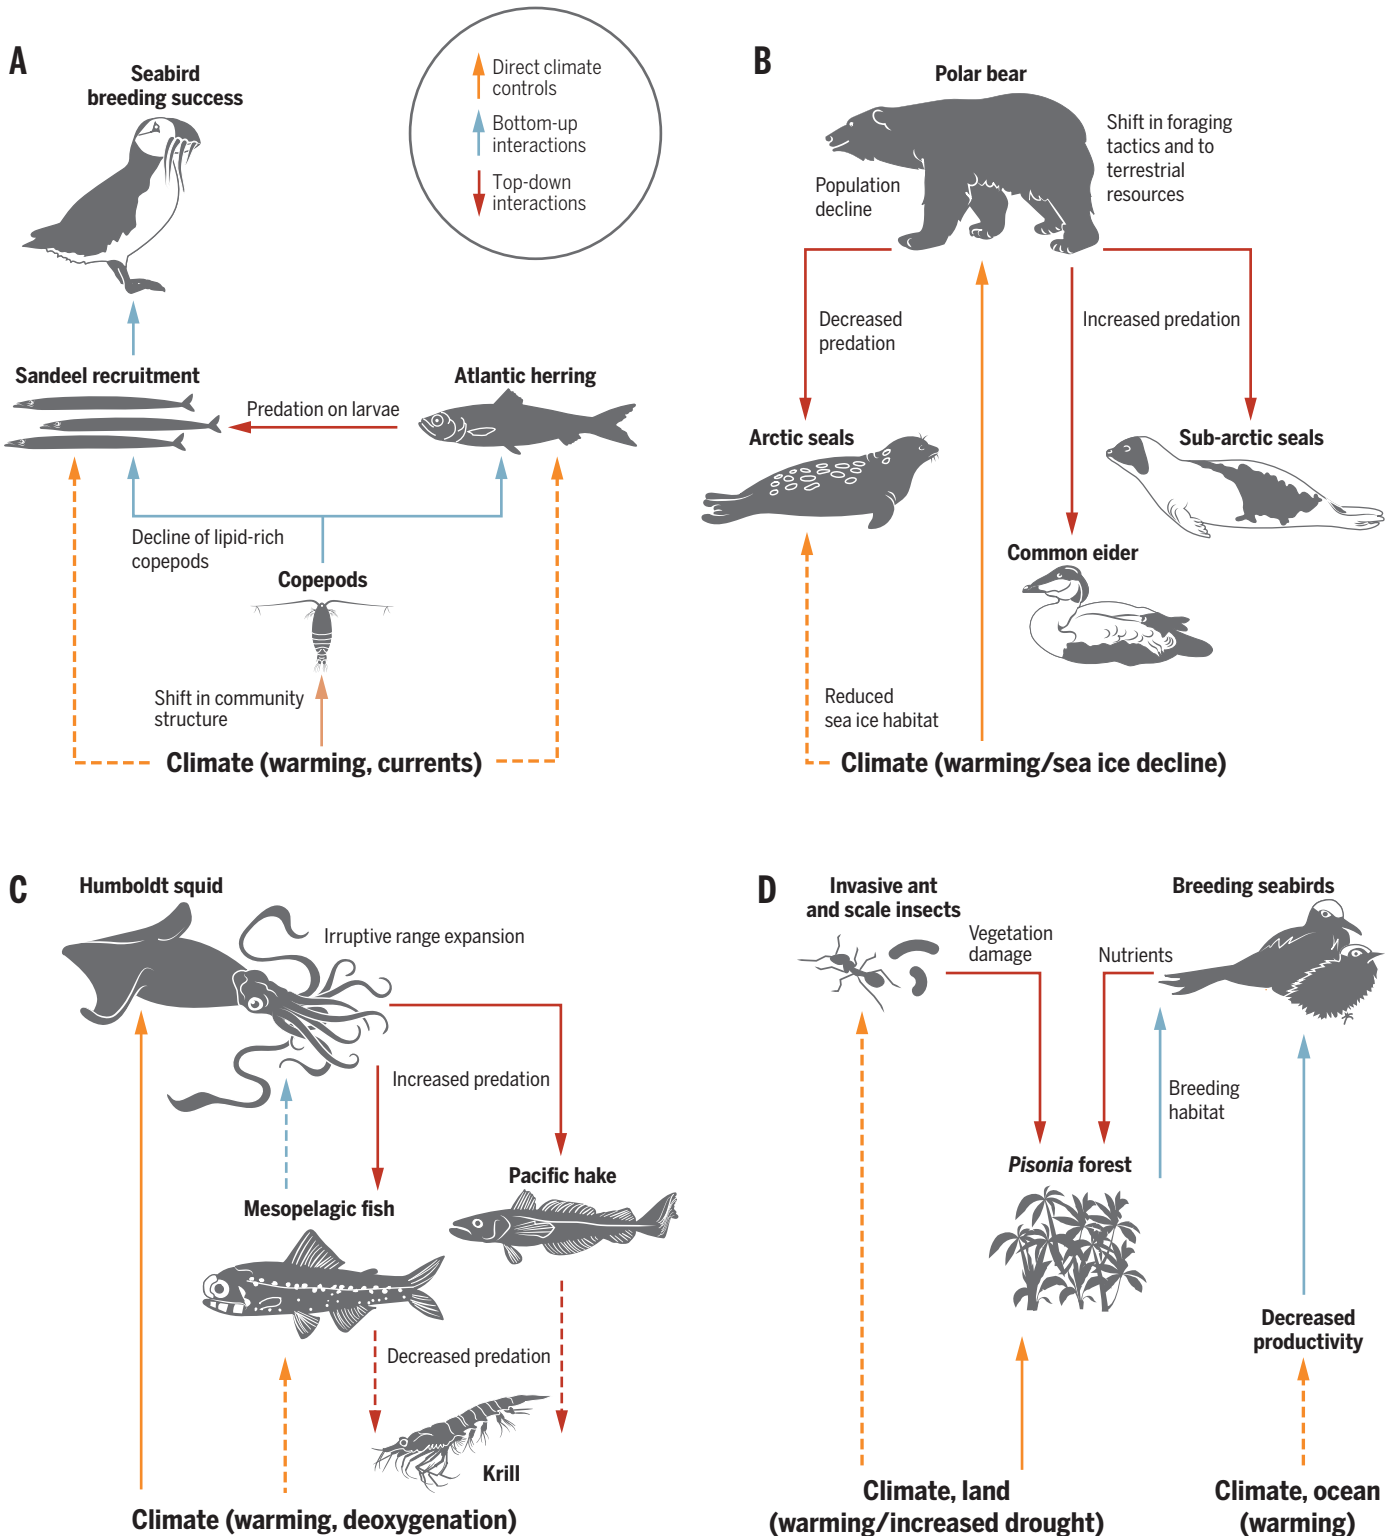 A
Seabird
breeding success
Direct climate
controls
Bottom-up
interactions
Top-down
interactions
Sandeel recruitment
Atlantic herring
Predation on larvae
Decline of lipid-rich
copepods
Copepods
Shift in community
structure
Climate (warming, currents)
B
Polar bear
Shift in foraging
tactics and to
terrestrial
resources
Population
decline
Decreased
predation
Increased predation
Arctic seals
Sub-arctic seals
Common eider
Reduced
sea ice habitat
Climate (warming/sea ice decline)
C
Humboldt squid
Irruptive range expansion
Increased predation
Pacific hake
Mesopelagic fish
Decreased predation
Krill
Climate (warming, deoxygenation)
D
Invasive ant
and scale insects
Breeding seabirds
Vegetation
damage
Nutrients
Breeding
habitat
Pisonia forest
Decreased
productivity
Climate, land
(warming/increased drought)
Climate, ocean
(warming)